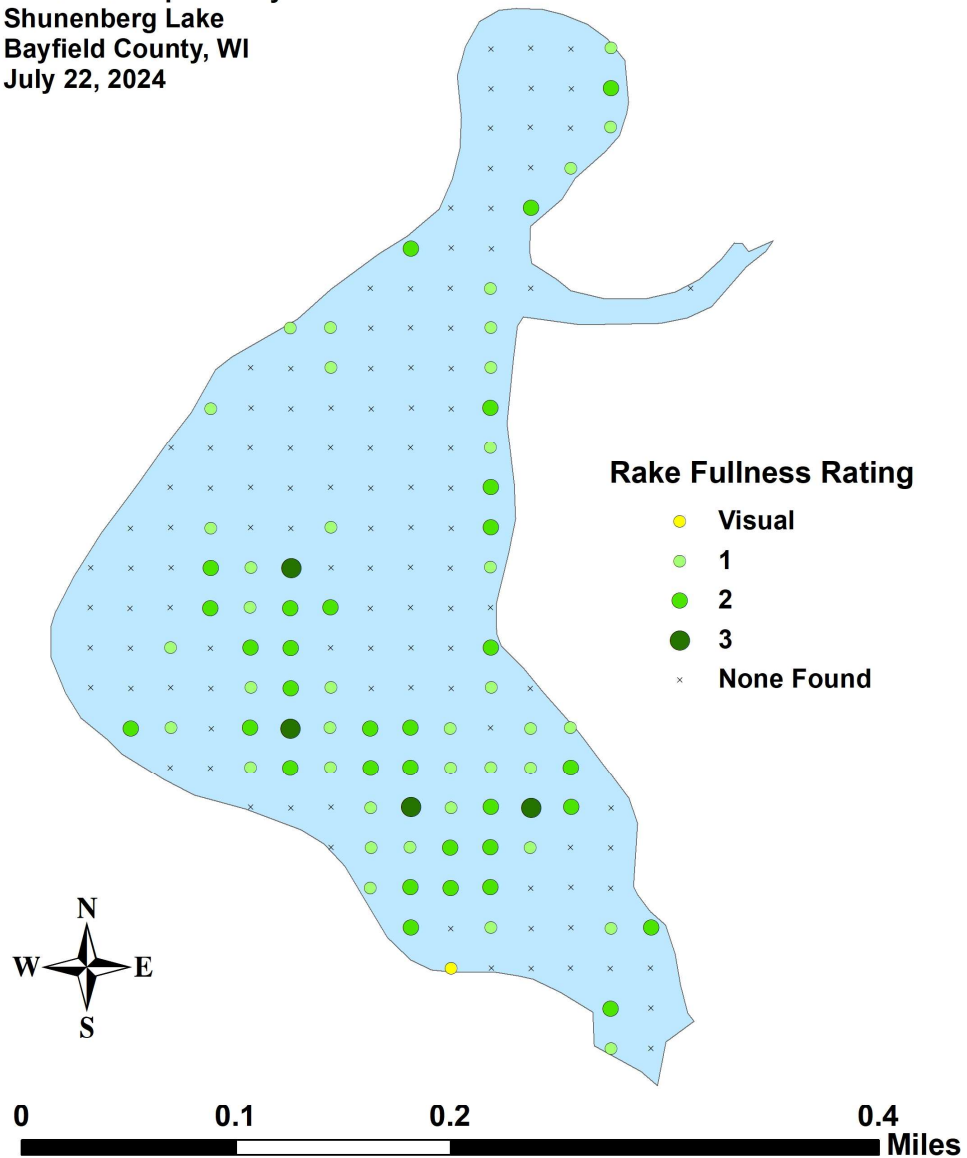 Shunenberg Lake
Bayfield County, WI
July 22, 2024
Rake Fullness Rating
Visual
1
2
3
None Found
N
W E
S
0 0.1 0.2 0.4
Miles